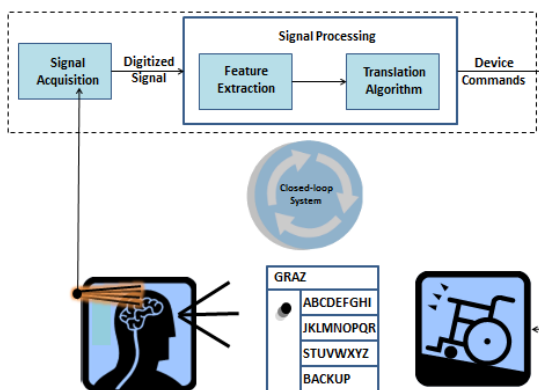 Signal Processing
Signal
Acquisition
Digitized
Signal
Feature
Extraction
Translation
Algorithm
Device
Commands
Closed-loop
System
GRAZ
ABCDEFGHI
JKLMNOPQR
STUVWXYZ
BACKUP